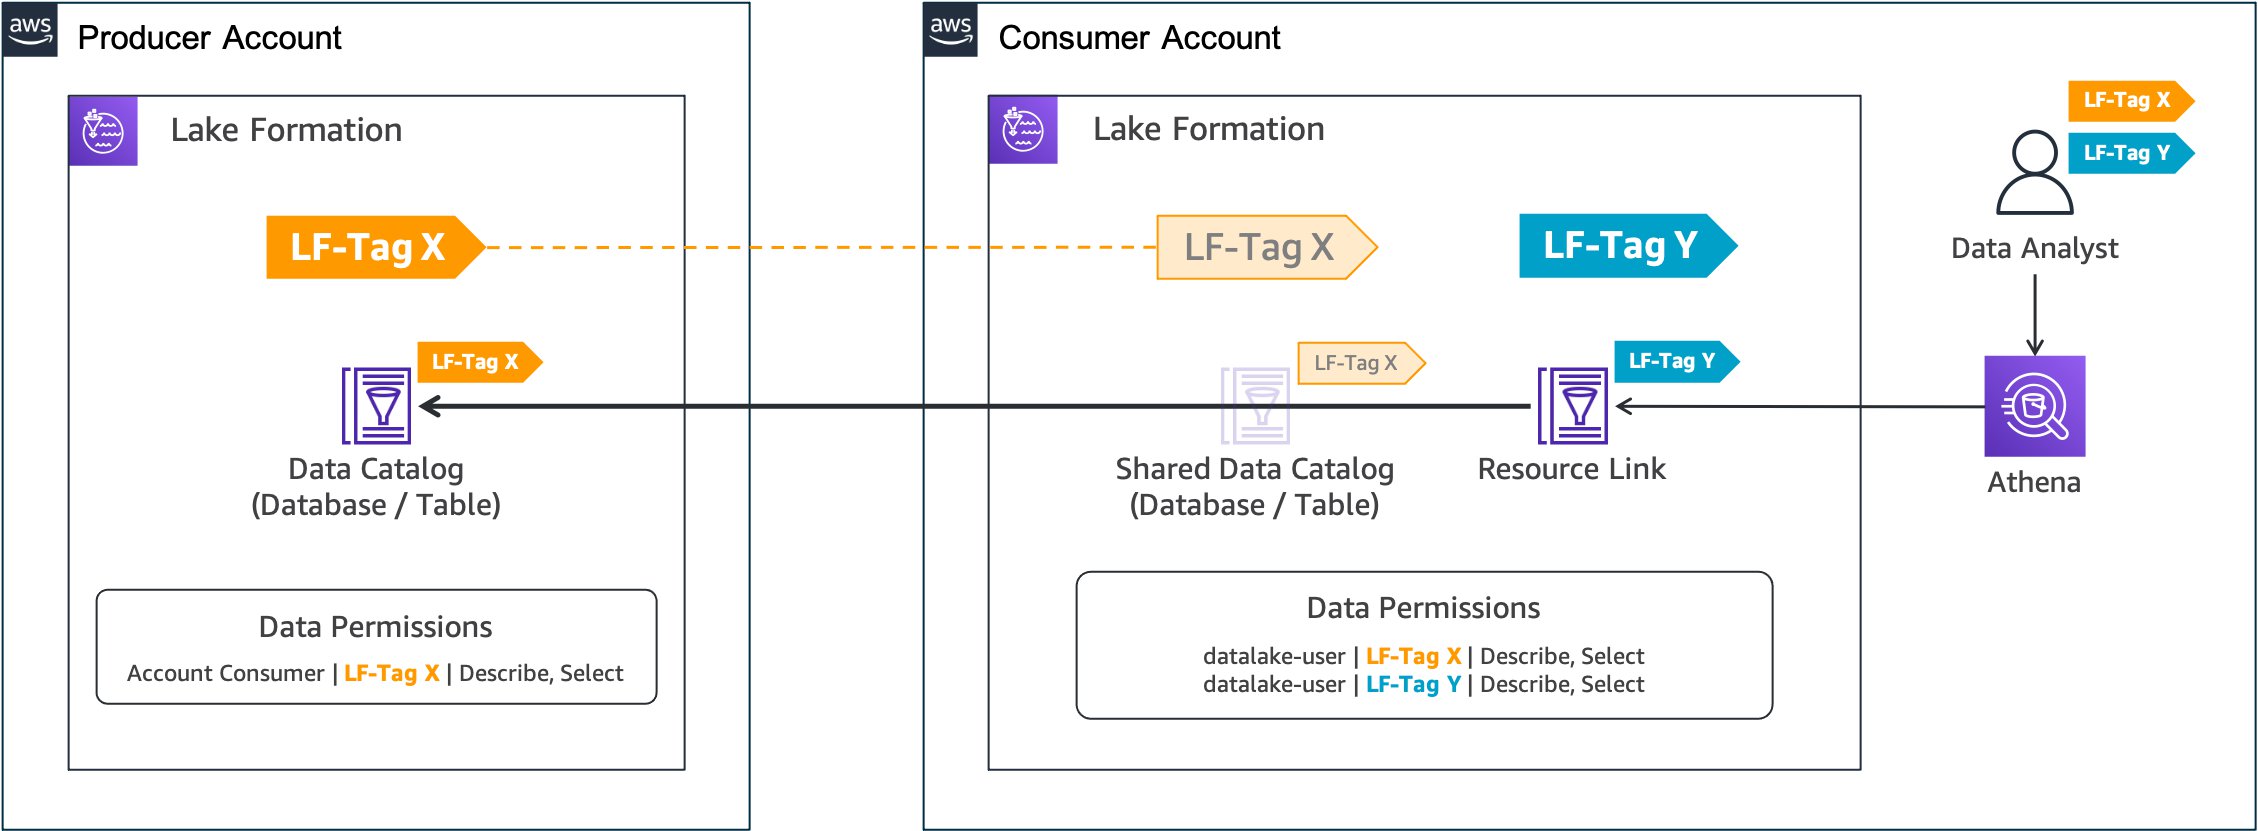 aws
Producer Account
Lake Formation
LF-Tag X
LF-Tag X
Data Catalog
(Database / Table)
Data Permissions
Account Consumer | LF-Tag X | Describe, Select
aws
Consumer Account
Lake Formation
LF-Tag X
LF-Tag Y
LF-Tag X
Shared Data Catalog
(Database / Table)
LF-Tag Y
Resource Link
Data Permissions
datalake-user | LF-Tag X | Describe, Select
datalake-user | LF-Tag Y | Describe, Select
LF-Tag X
LF-Tag Y
Data Analyst
Athena